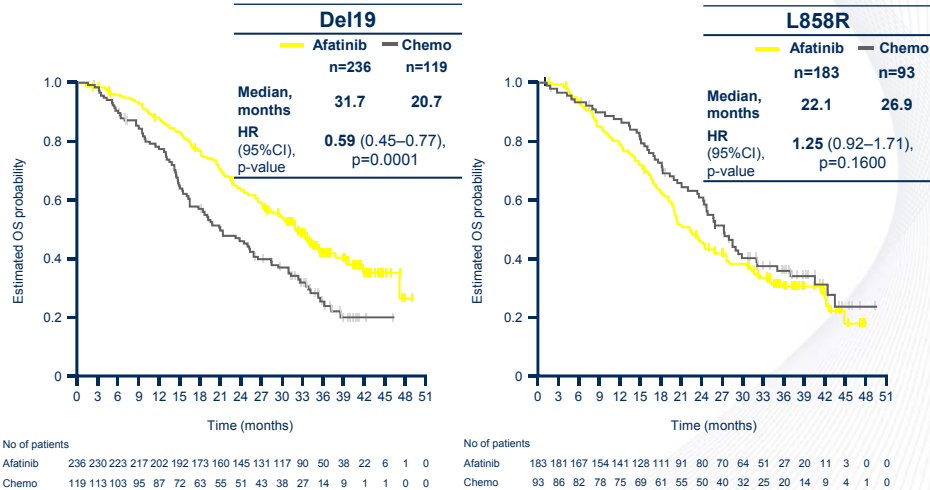 Del19
Afatinib Chemo
n=236 n=119
Median, months 31.7 20.7
HR (95%CI), p-value 0.59 (0.45–0.77), p=0.0001
Estimated OS probability
1.0
0.8
0.6
0.4
0.2
0
0 3 6 9 12 15 18 21 24 27 30 33 36 39 42 45 48 51
Time (months)
No of patients
Afatinib 236 230 223 217 202 192 173 160 145 131 117 90 50 38 22 6 1 0
Chemo 119 113 103 95 87 72 63 55 51 43 38 27 14 9 1 1 0 0
L858R
Afatinib Chemo
n=183 n=93
Median, months 22.1 26.9
HR (95%CI), p-value 1.25 (0.92–1.71), p=0.1600
Estimated OS probability
1.0
0.8
0.6
0.4
0.2
0
0 3 6 9 12 15 18 21 24 27 30 33 36 39 42 45 48 51
Time (months)
No of patients
Afatinib 183 181 167 154 141 128 111 91 80 70 64 51 27 20 11 3 0 0
Chemo 93 86 82 78 75 69 61 55 50 40 32 25 20 14 9 4 1 0